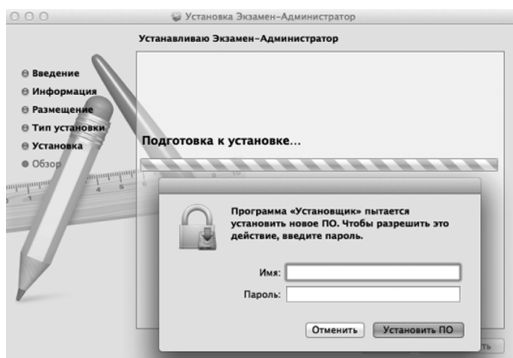 Установка Экзамен-Администратор
Устанавливаю Экзамен-Администратор
Введение
Информация
Размещение
Тип установки
Установка
Обзор
Подготовка к установке...
Программа «Установщик» пытается
установить новое ПО. Чтобы разрешить это
действие, введите пароль.
Имя:
Пароль:
Отменить
Установить ПО